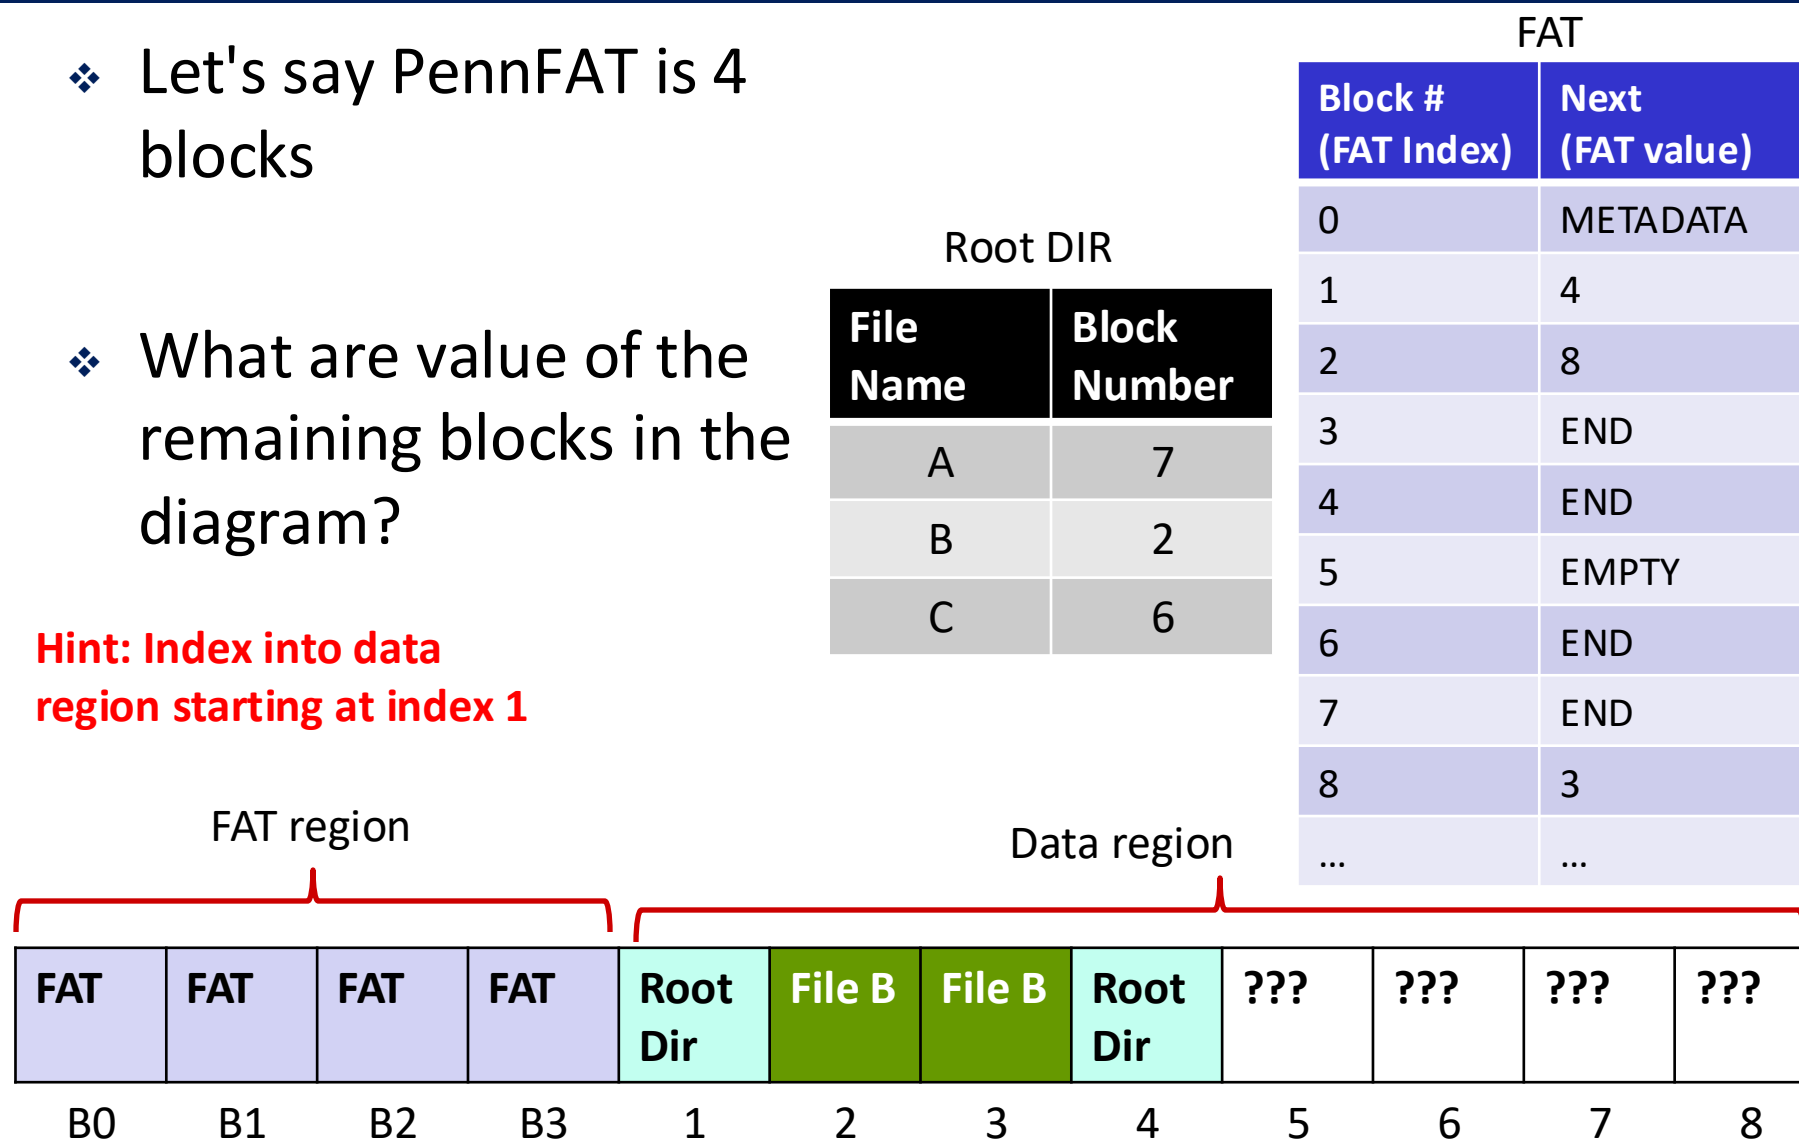 Let's say PennFAT is 4
blocks
What are value of the
remaining blocks in the
diagram?
Hint: Index into data
region starting at index 1
Root DIR
File Name Block Number
A 7
B 2
C 6
FAT
Block # (FAT Index) Next (FAT value)
0 METADATA
1 4
2 8
3 END
4 END
5 EMPTY
6 END
7 END
8 3
… …
FAT region
Data region
FAT FAT FAT FAT Root Dir File B File B Root Dir ??? ??? ??? ???
B0 B1 B2 B3 1 2 3 4 5 6 7 8